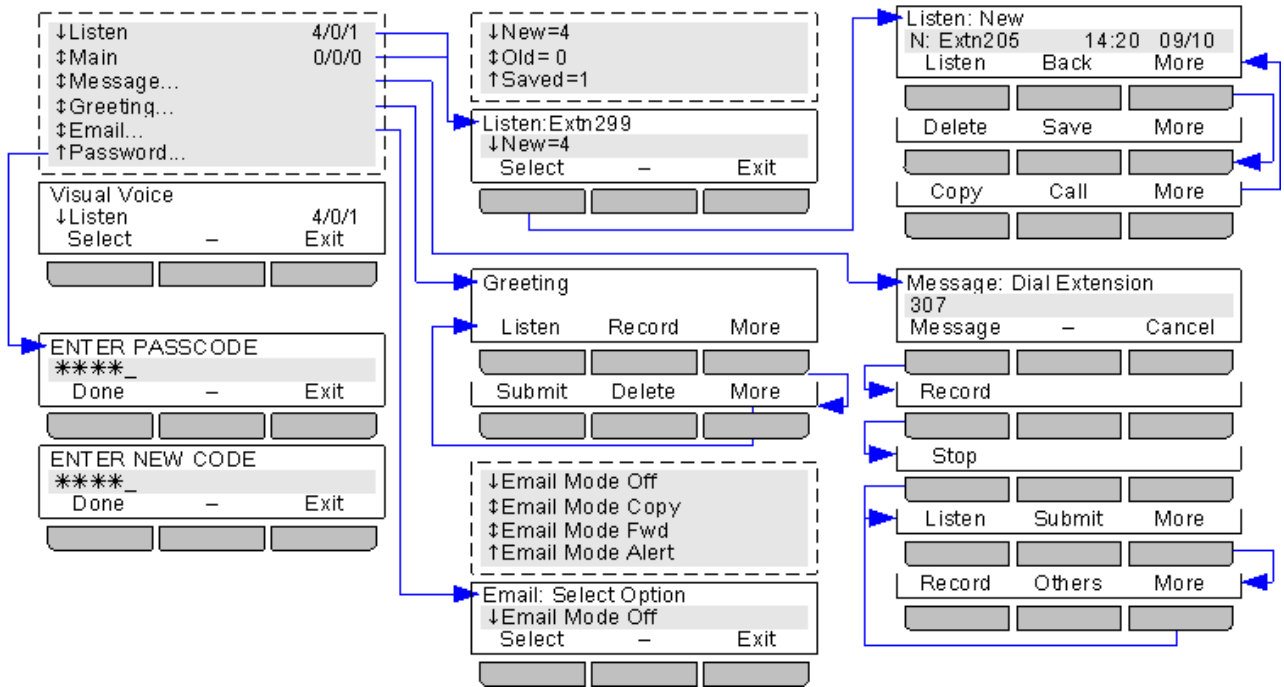 ↓Listen 4/0/1
↕Main 0/0/0
↕Message...
↕Greeting...
↕Email...
↑Password...
Visual Voice
↓Listen 4/0/1
Select – Exit
ENTER PASSCODE
****_
Done – Exit
ENTER NEW CODE
****_
Done – Exit
↓New=4
↕Old= 0
↑Saved=1
Listen:Extn299
↓New=4
Select – Exit
Greeting
Listen Record More
Submit Delete More
↓Email Mode Off
↕Email Mode Copy
↕Email Mode Fwd
↑Email Mode Alert
Email: Select Option
↓Email Mode Off
Select – Exit
Listen: New
N: Extn205 14:20 09/10
Listen Back More
Delete Save More
Copy Call More
Message: Dial Extension
307
Message – Cancel
Record
Stop
Listen Submit More
Record Others More